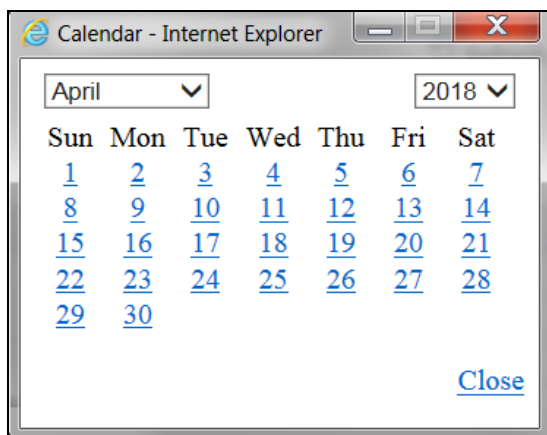 Calendar - Internet Explorer
April 2018
Sun Mon Tue Wed Thu Fri Sat
1 2 3 4 5 6 7
8 9 10 11 12 13 14
15 16 17 18 19 20 21
22 23 24 25 26 27 28
29 30
Close